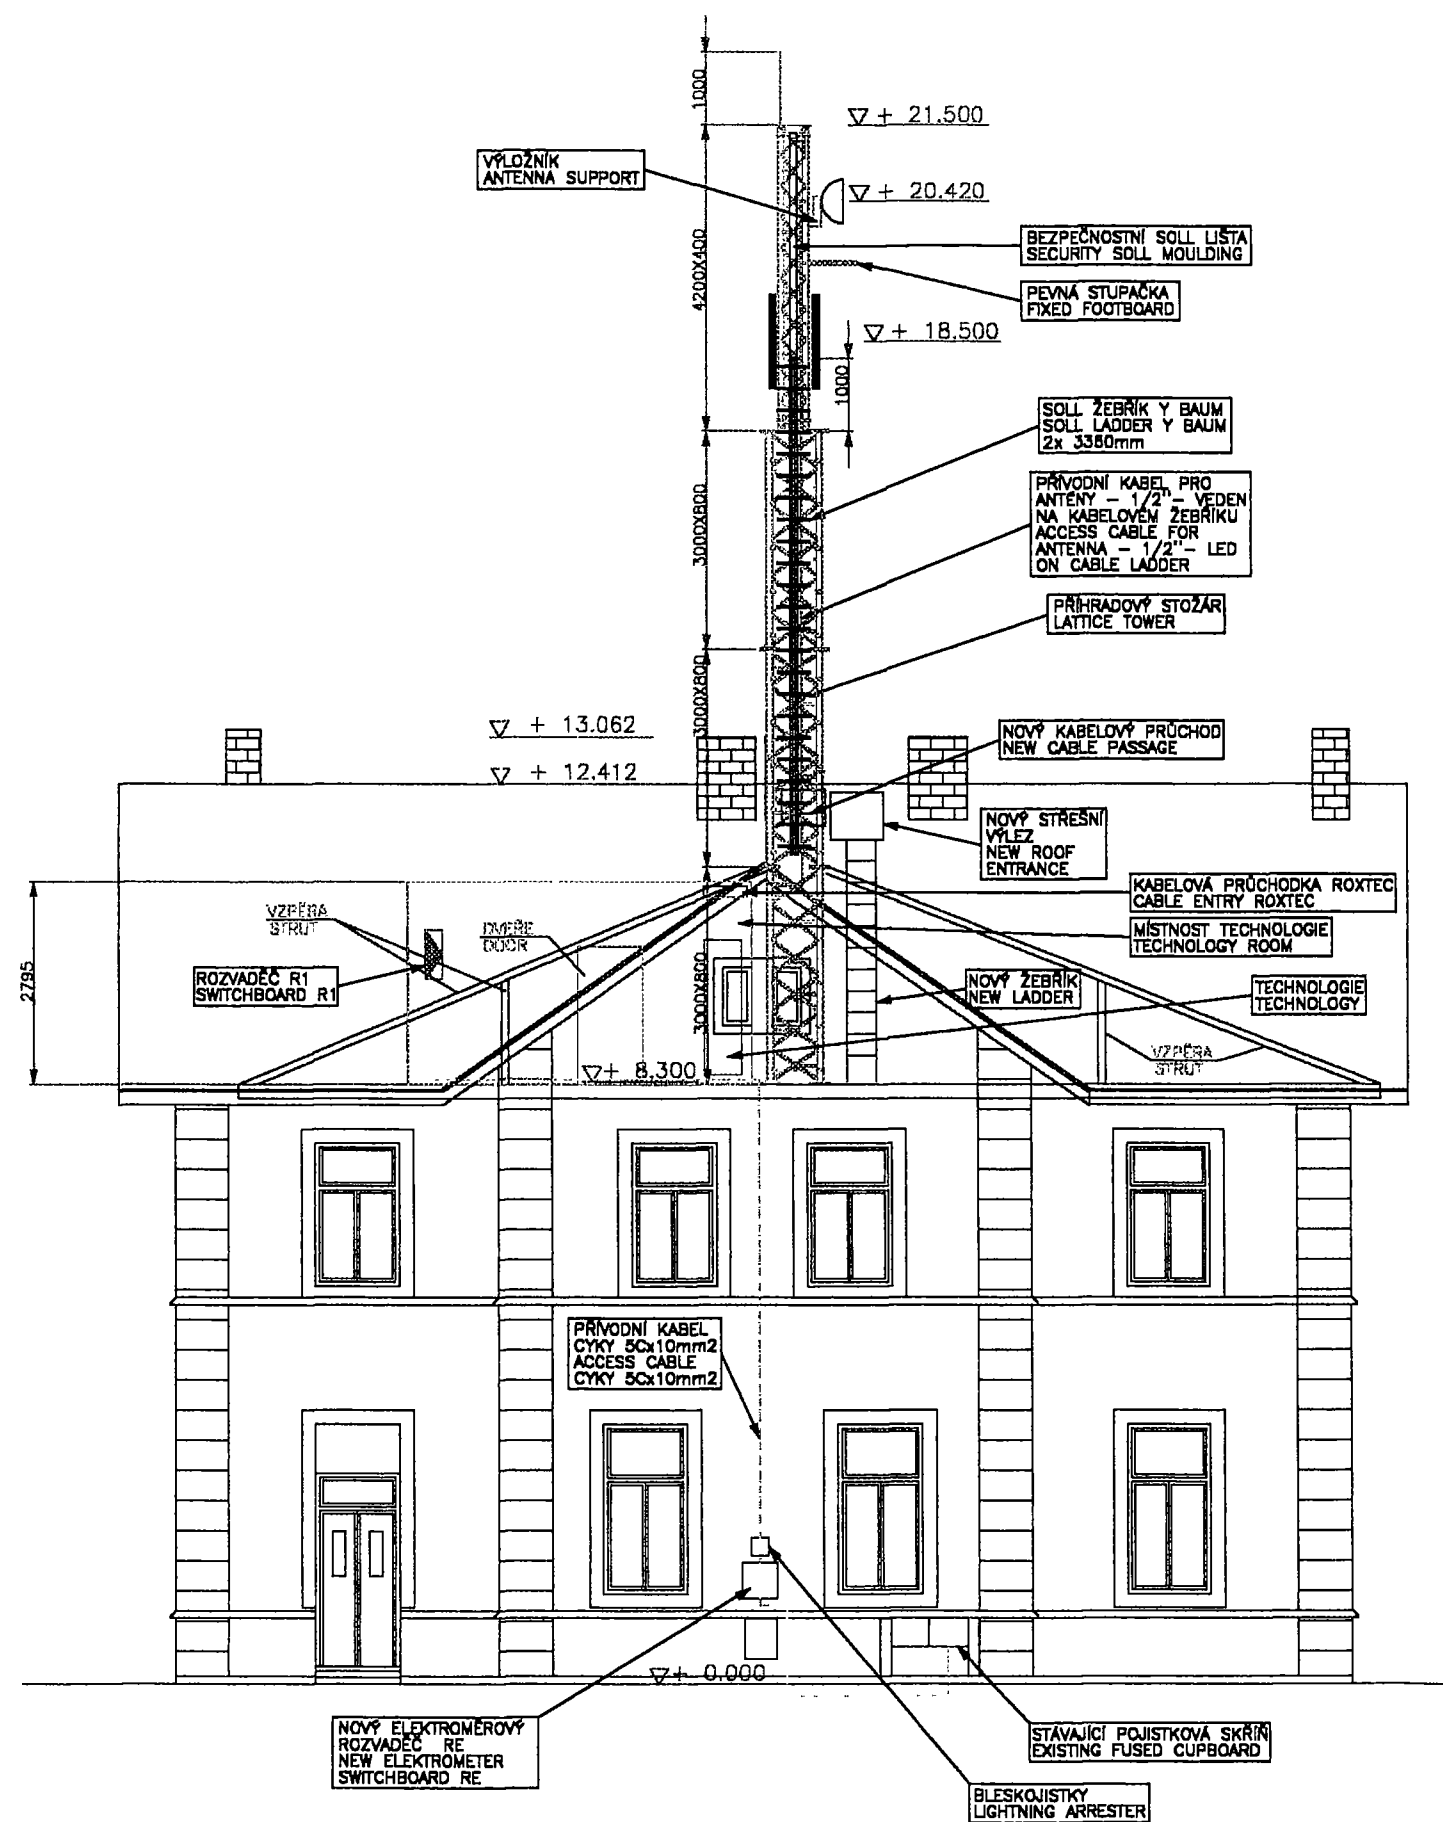 1000
+ 21.500
VÝLOŽNÍK
ANTENNA SUPPORT
+ 20.420
BEZPEČNOSTNÍ SOLL LIŠTA
SECURITY SOLL MOULDING
4200X400
PEVNÁ STUPAČKA
FIXED FOOTBOARD
+ 18.500
1000
SOLL ŽEBŘÍK Y BAUM
SOLL LADDER Y BAUM
2x 3360mm
3000X800
PŘÍVODNÍ KABEL PRO
ANTÉNY - 1/2"- VEDEN
NA KABELOVÉM ŽEBŘÍKU
ACCESS CABLE FOR
ANTENNA - 1/2"- LED
ON CABLE LADDER
PŘÍHRADOVÝ STOŽÁR
LATTICE TOWER
3000X800
+ 13.062
NOVÝ KABELOVÝ PRŮCHOD
NEW CABLE PASSAGE
+ 12.412
NOVÝ STŘEŠNÍ
VÝLEZ
NEW ROOF
ENTRANCE
KABELOVÁ PRŮCHODKA ROXTEC
CABLE ENTRY ROXTEC
VZPĚRA
STRUT
DVEŘE
DOOR
MÍSTNOST TECHNOLOGIE
TECHNOLOGY ROOM
2795
ROZVADĚČ R1
SWITCHBOARD R1
3000X800
NOVÝ ŽEBŘÍK
NEW LADDER
TECHNOLOGIE
TECHNOLOGY
VZPĚRA
STRUT
+ 8.300
PŘÍVODNÍ KABEL
CYKY 5Cx10mm2
ACCESS CABLE
CYKY 5Cx10mm2
+ 0.000
NOVÝ ELEKTROMĚROVÝ
ROZVADĚČ RE
NEW ELEKTROMETER
SWITCHBOARD RE
STÁVAJÍCÍ POJISTKOVÁ SKŘÍŇ
EXISTING FUSED CUPBOARD
BLESKOJISTKY
LIGHTNING ARRESTER